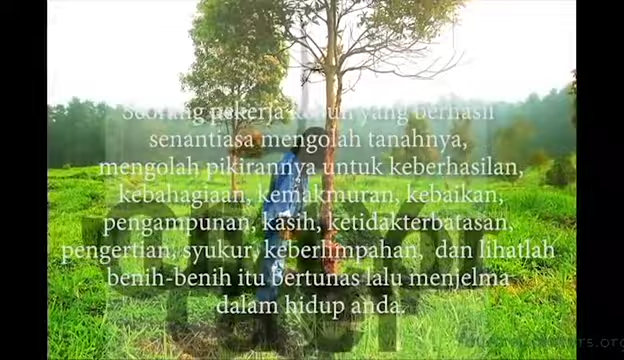 Seorang pekerja kebun yang berhasil
senantiasa mengolah tanahnya,
mengolah pikirannya untuk keberhasilan,
kebahagiaan, kemakmuran, kebaikan,
pengampunan, kasih, ketidakterbatasan,
pengertian, syukur, keberlimpahan, dan lihatlah
benih-benih itu bertunas lalu menjelma
dalam hidup anda.